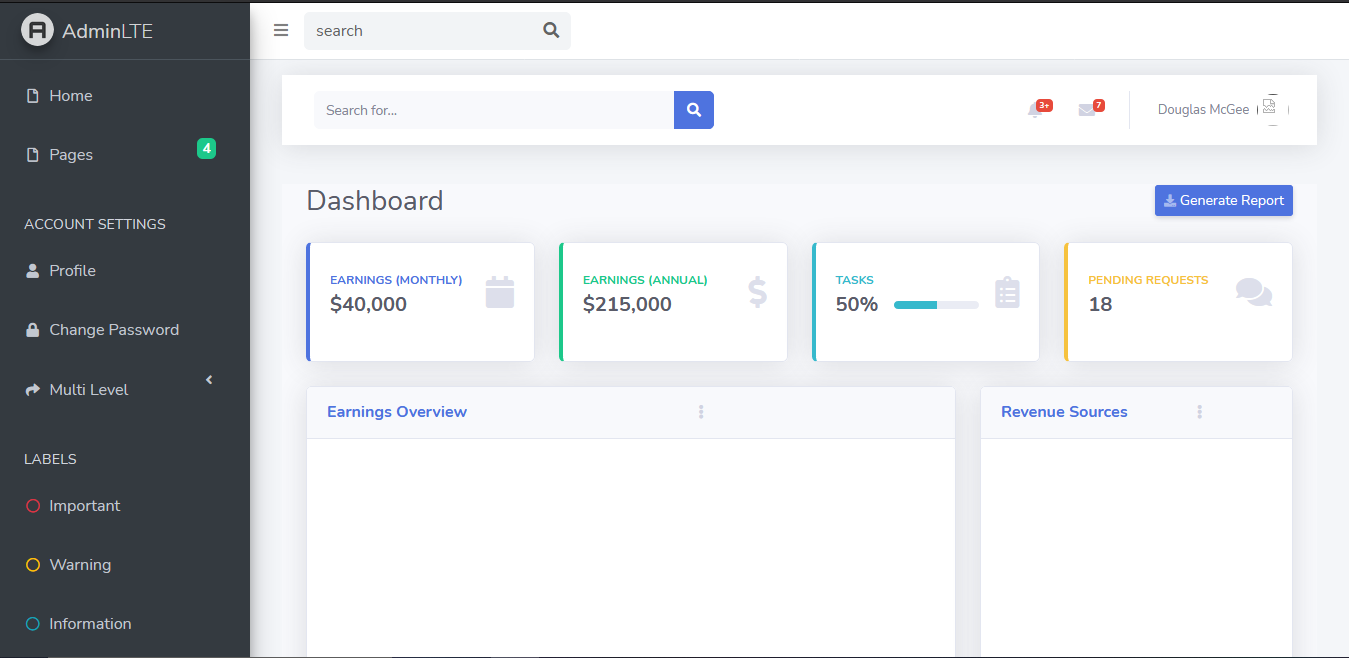 AdminLTE
search
Home
Pages
4
ACCOUNT SETTINGS
Profile
Change Password
Multi Level
LABELS
Important
Warning
Information
Search for...
3+
7
Douglas McGee
Dashboard
Generate Report
EARNINGS (MONTHLY)
$40,000
EARNINGS (ANNUAL)
$215,000
TASKS
50%
PENDING REQUESTS
18
Earnings Overview
Revenue Sources